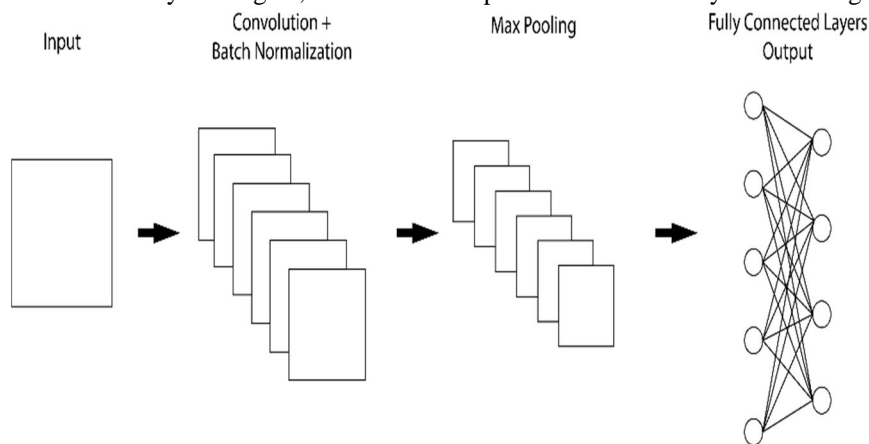 Input
Convolution +
Batch Normalization
Max Pooling
Fully Connected Layers
Output